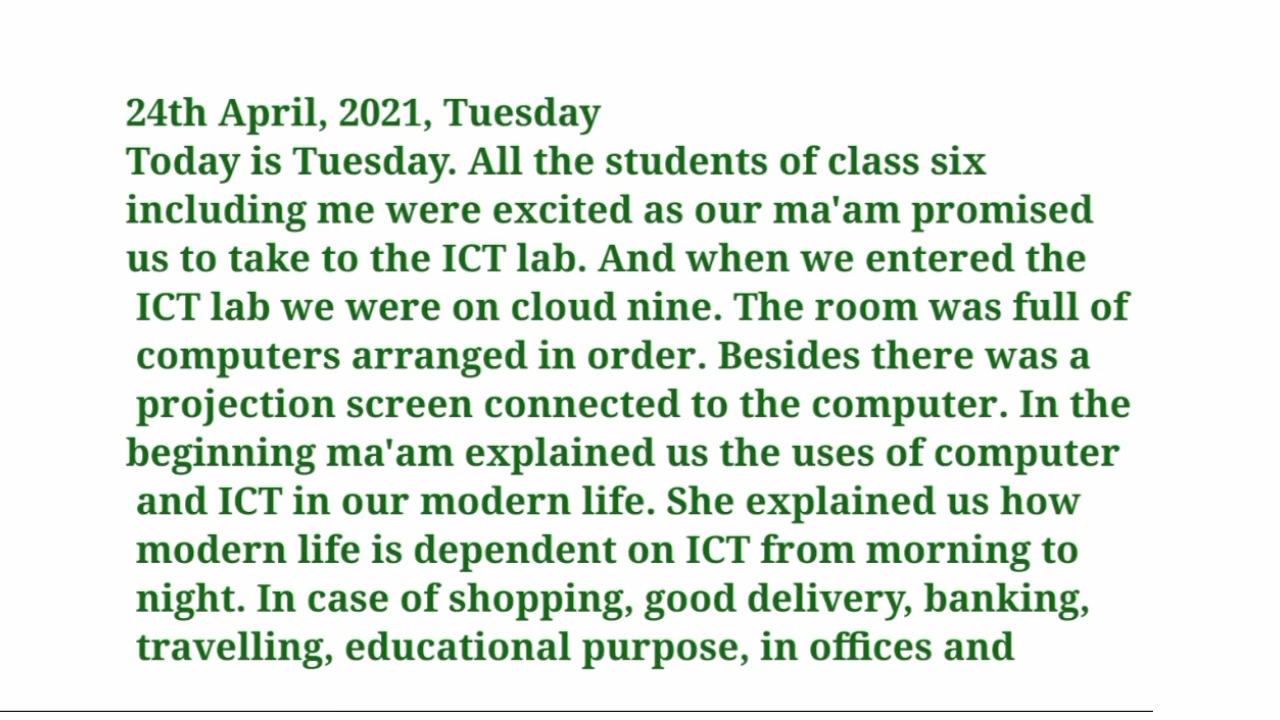 24th April, 2021, Tuesday
Today is Tuesday. All the students of class six
including me were excited as our ma'am promised
us to take to the ICT lab. And when we entered the
ICT lab we were on cloud nine. The room was full of
computers arranged in order. Besides there was a
projection screen connected to the computer. In the
beginning ma'am explained us the uses of computer
and ICT in our modern life. She explained us how
modern life is dependent on ICT from morning to
night. In case of shopping, good delivery, banking,
travelling, educational purpose, in offices and